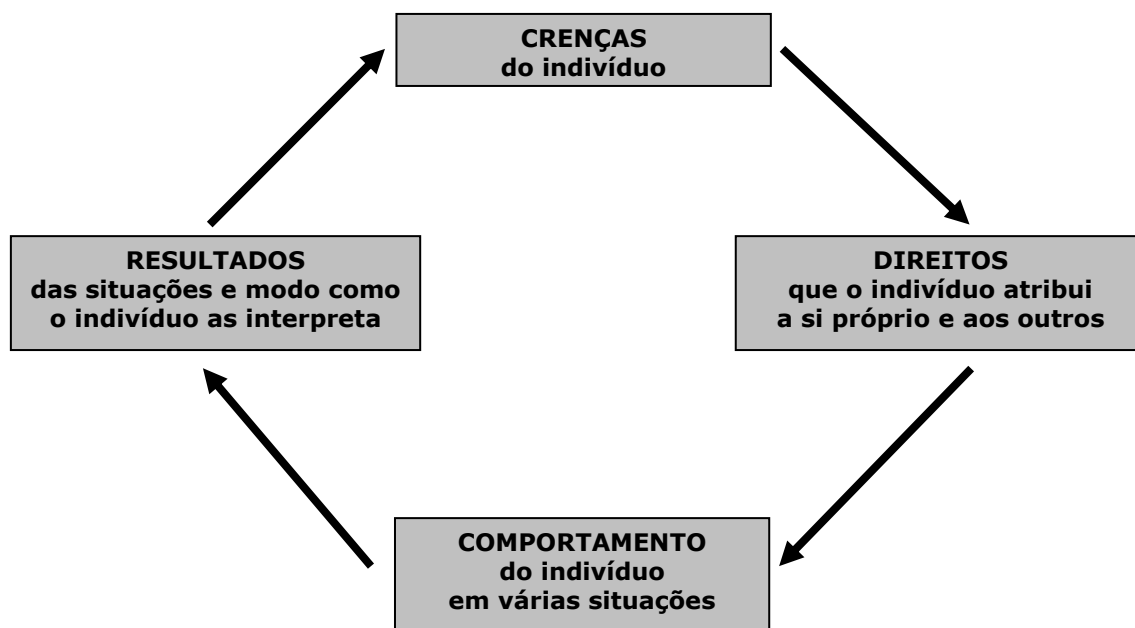 CRENÇAS
do indivíduo
RESULTADOS
das situações e modo como
o indivíduo as interpreta
DIREITOS
que o indivíduo atribui
a si próprio e aos outros
COMPORTAMENTO
do indivíduo
em várias situações